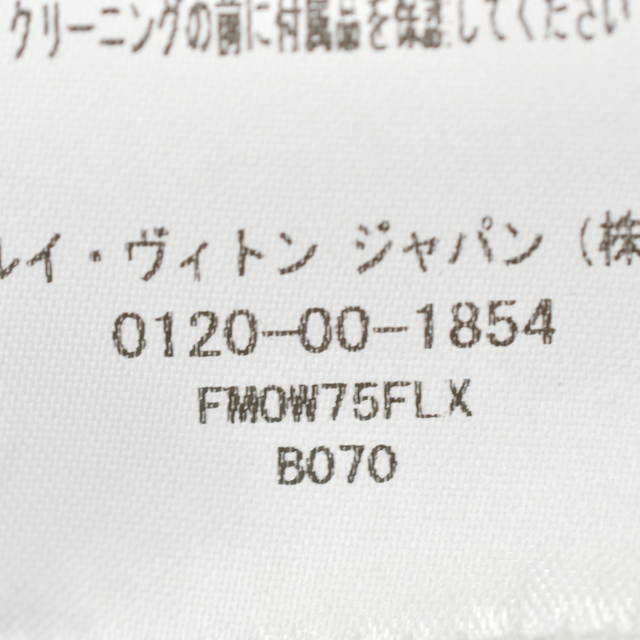 クリーニングの前に付属品を保護してください
ルイ・ヴィトン ジャパン（株
0120-00-1854
FMOW75FLX
B070